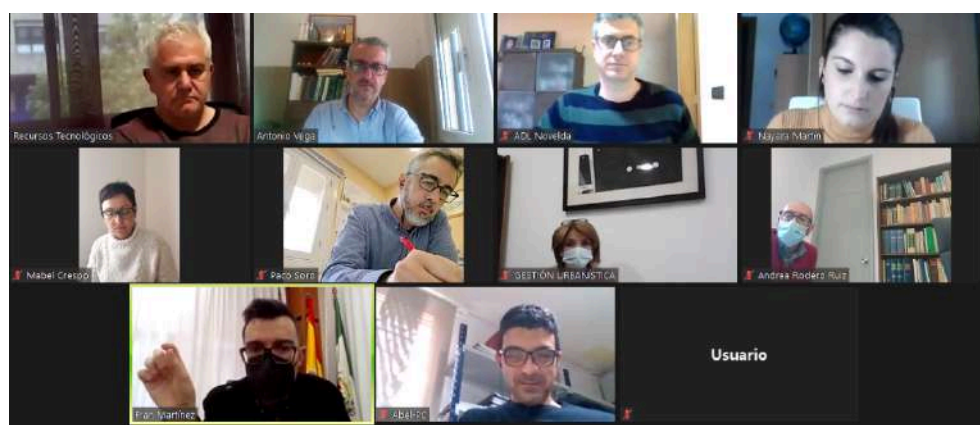 Recursos Tecnológicos
Antonio Vega
ADL Novelda
Nayara Martín
Mabel Crespo
Paco Soro
GESTIÓN URBANÍSTICA
Andrea Rodero Ruiz
Fran Martínez
Abel-PC
Usuario